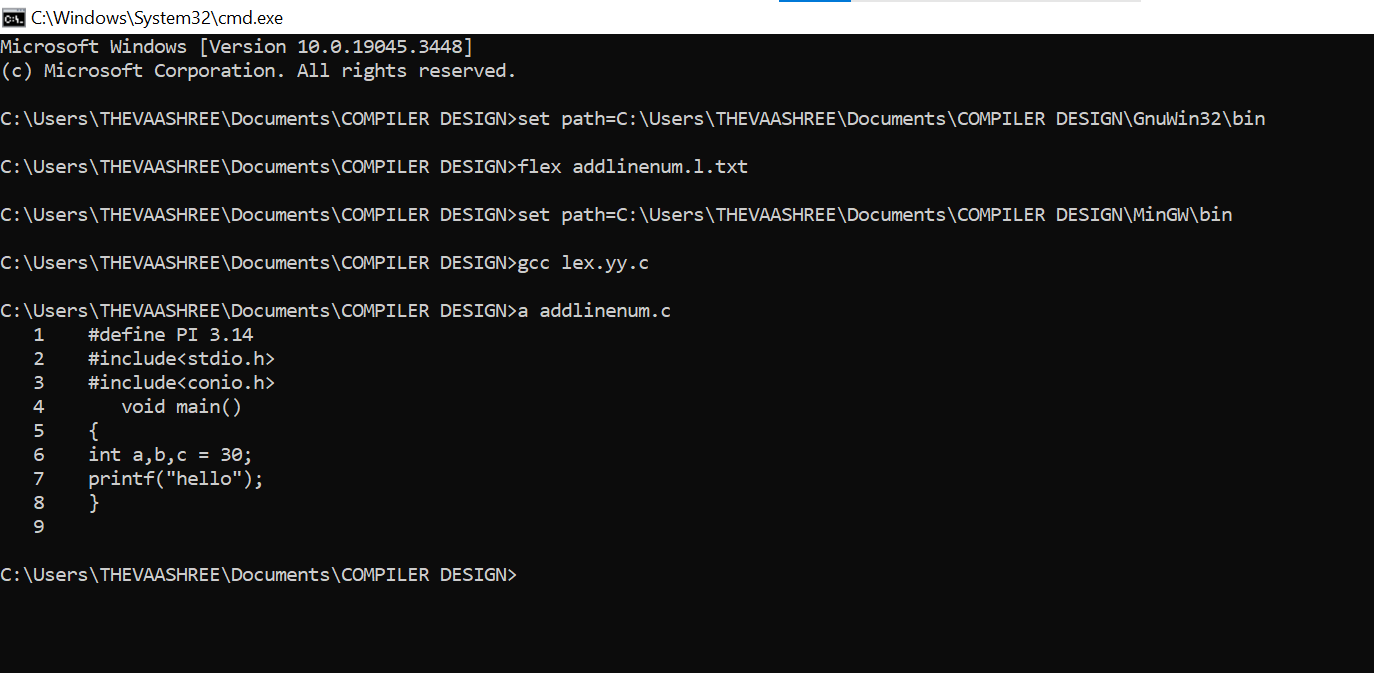 C:\Windows\System32\cmd.exe
Microsoft Windows [Version 10.0.19045.3448]
(c) Microsoft Corporation. All rights reserved.
C:\Users\THEVAASHREE\Documents\COMPILER DESIGN>set path=C:\Users\THEVAASHREE\Documents\COMPILER DESIGN\GnuWin32\bin
C:\Users\THEVAASHREE\Documents\COMPILER DESIGN>flex addlinenum.l.txt
C:\Users\THEVAASHREE\Documents\COMPILER DESIGN>set path=C:\Users\THEVAASHREE\Documents\COMPILER DESIGN\MinGW\bin
C:\Users\THEVAASHREE\Documents\COMPILER DESIGN>gcc lex.yy.c
C:\Users\THEVAASHREE\Documents\COMPILER DESIGN>a addlinenum.c
   1    #define PI 3.14
   2    #include<stdio.h>
   3    #include<conio.h>
   4       void main()
   5    {
   6    int a,b,c = 30;
   7    printf("hello");
   8    }
   9
C:\Users\THEVAASHREE\Documents\COMPILER DESIGN>